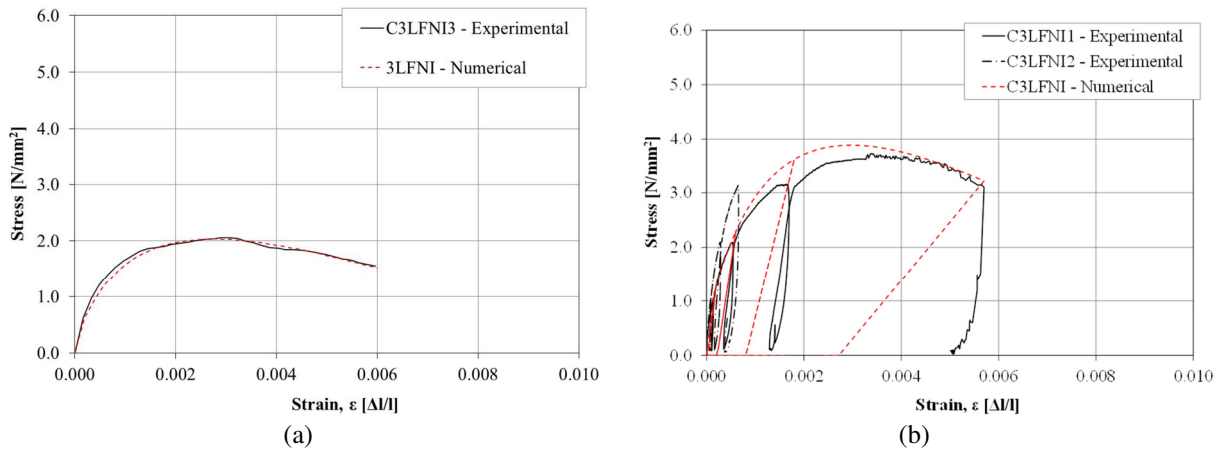 6.0
5.0
4.0
3.0
2.0
1.0
0.0
Stress [N/mm²]
C3LFNI3 - Experimental
3LFNI - Numerical
0.000 0.002 0.004 0.006 0.008 0.010
Strain, ε [Δl/l]
(a)
6.0
5.0
4.0
3.0
2.0
1.0
0.0
Stress [N/mm²]
C3LFNI1 - Experimental
C3LFNI2 - Experimental
C3LFNI - Numerical
0.000 0.002 0.004 0.006 0.008 0.010
Strain, ε [Δl/l]
(b)